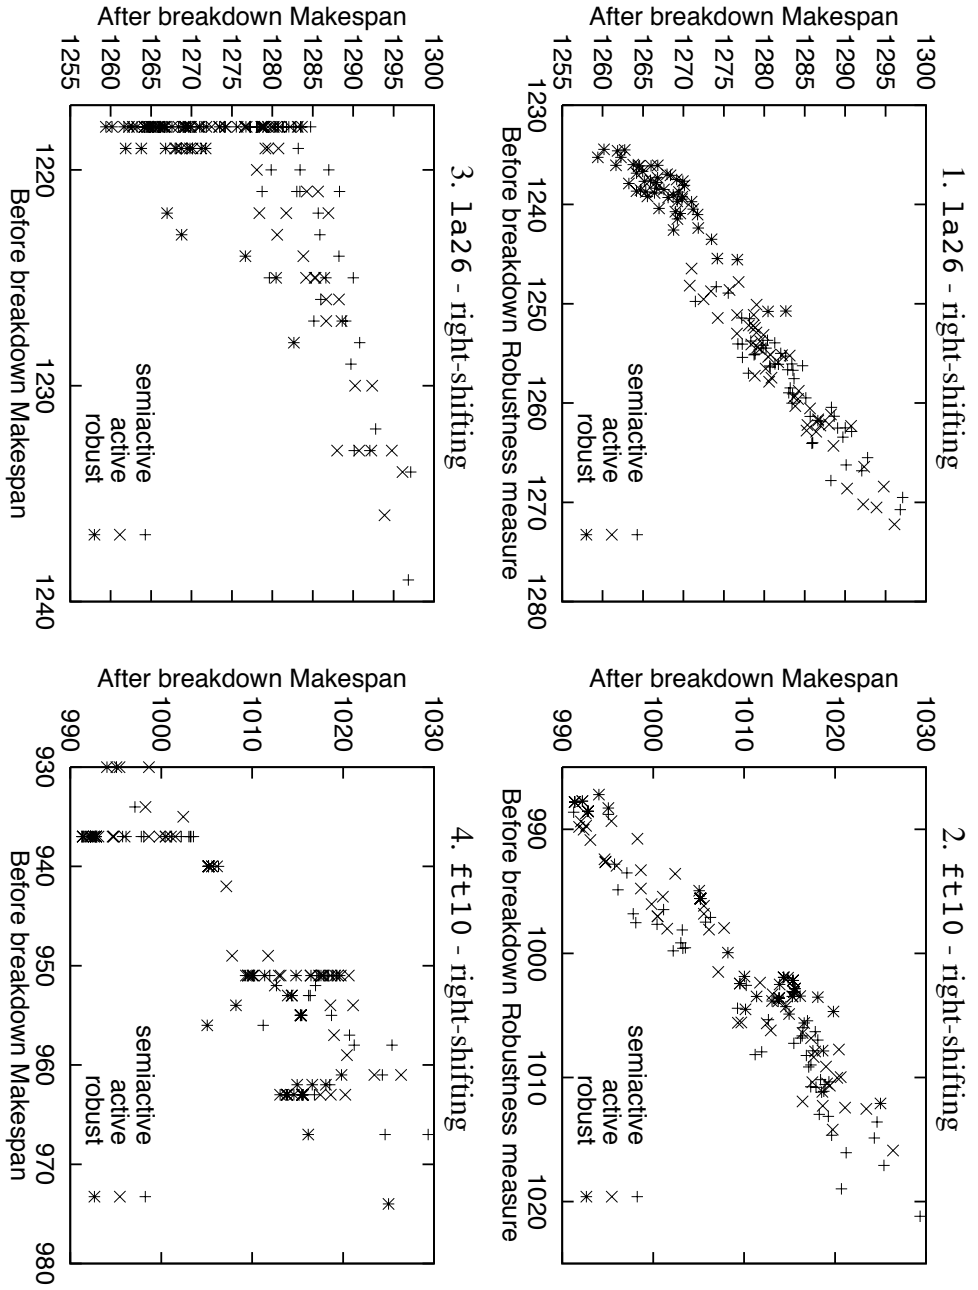 1. la26 - right-shifting
After breakdown Makespan
1300
1295
1290
1285
1280
1275
1270
1265
1260
1255
1230
1240
1250
1260
1270
1280
Before breakdown Robustness measure
semiactive
active
robust
2. ft10 - right-shifting
After breakdown Makespan
1030
1020
1010
1000
990
990
1000
1010
1020
Before breakdown Robustness measure
semiactive
active
robust
3. la26 - right-shifting
After breakdown Makespan
1300
1295
1290
1285
1280
1275
1270
1265
1260
1255
1220
1230
1240
Before breakdown Makespan
semiactive
active
robust
4. ft10 - right-shifting
After breakdown Makespan
1030
1020
1010
1000
990
930
940
950
960
970
980
Before breakdown Makespan
semiactive
active
robust